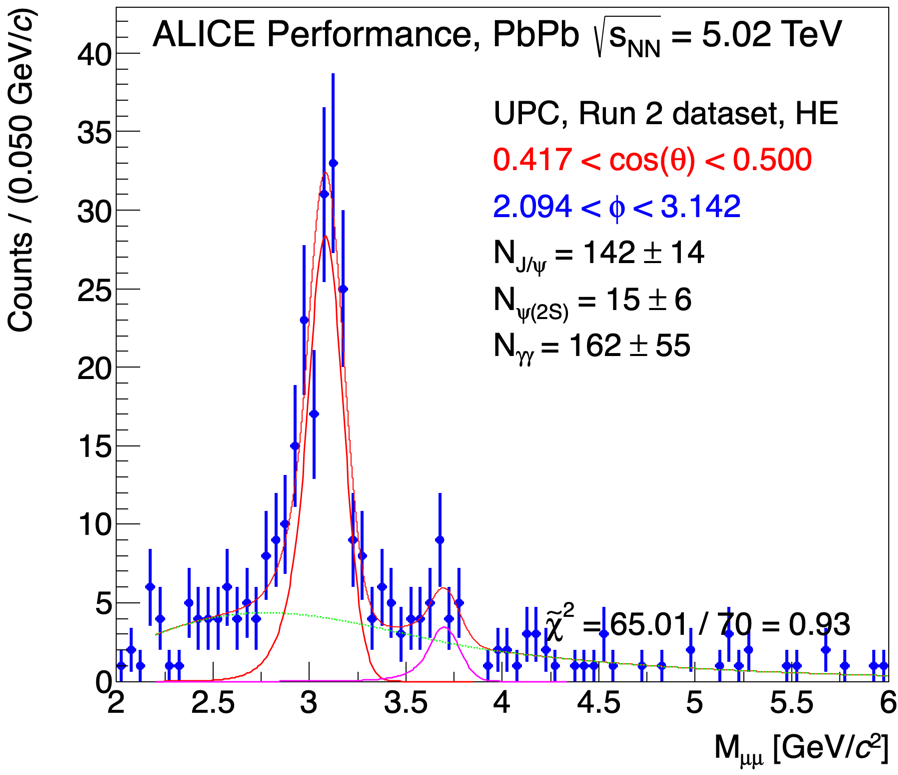 ALICE Performance, PbPb √sNN = 5.02 TeV
UPC, Run 2 dataset, HE
0.417 < cos(θ) < 0.500
2.094 < ϕ < 3.142
NJ/ψ = 142 ± 14
Nψ(2S) = 15 ± 6
Nγγ = 162 ± 55
χ̃² = 65.01 / 70 = 0.93
Counts / (0.050 GeV/c)
40
35
30
25
20
15
10
5
0
2 2.5 3 3.5 4 4.5 5 5.5 6
Mμμ [GeV/c²]